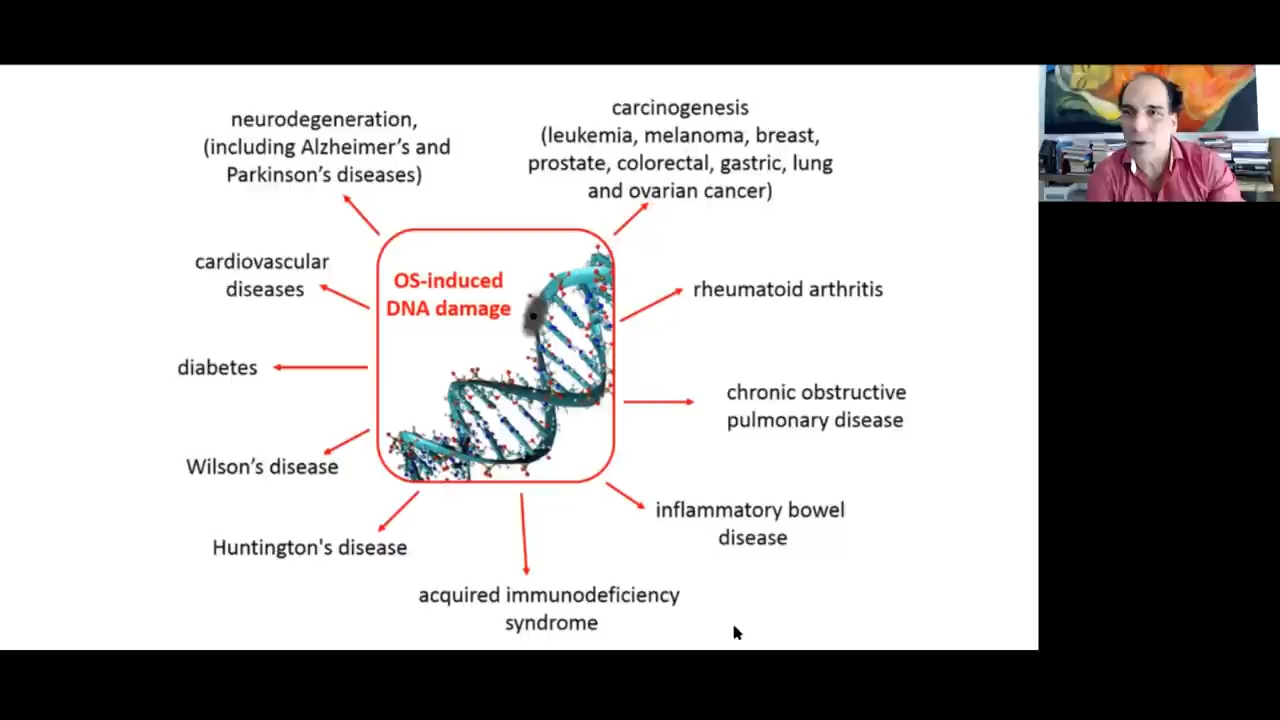 neurodegeneration,
(including Alzheimer’s and
Parkinson’s diseases)
carcinogenesis
(leukemia, melanoma, breast,
prostate, colorectal, gastric, lung
and ovarian cancer)
cardiovascular
diseases
OS-induced
DNA damage
rheumatoid arthritis
diabetes
chronic obstructive
pulmonary disease
Wilson’s disease
inflammatory bowel
disease
Huntington's disease
acquired immunodeficiency
syndrome